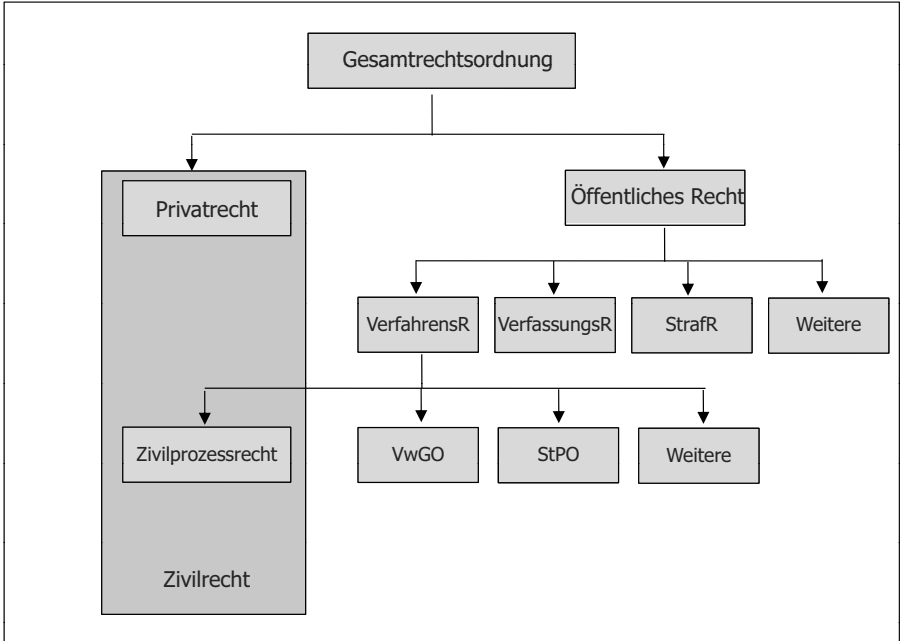 Gesamtrechtsordnung
Privatrecht
Öffentliches Recht
VerfahrensR
VerfassungsR
StrafR
Weitere
Zivilprozessrecht
VwGO
StPO
Weitere
Zivilrecht